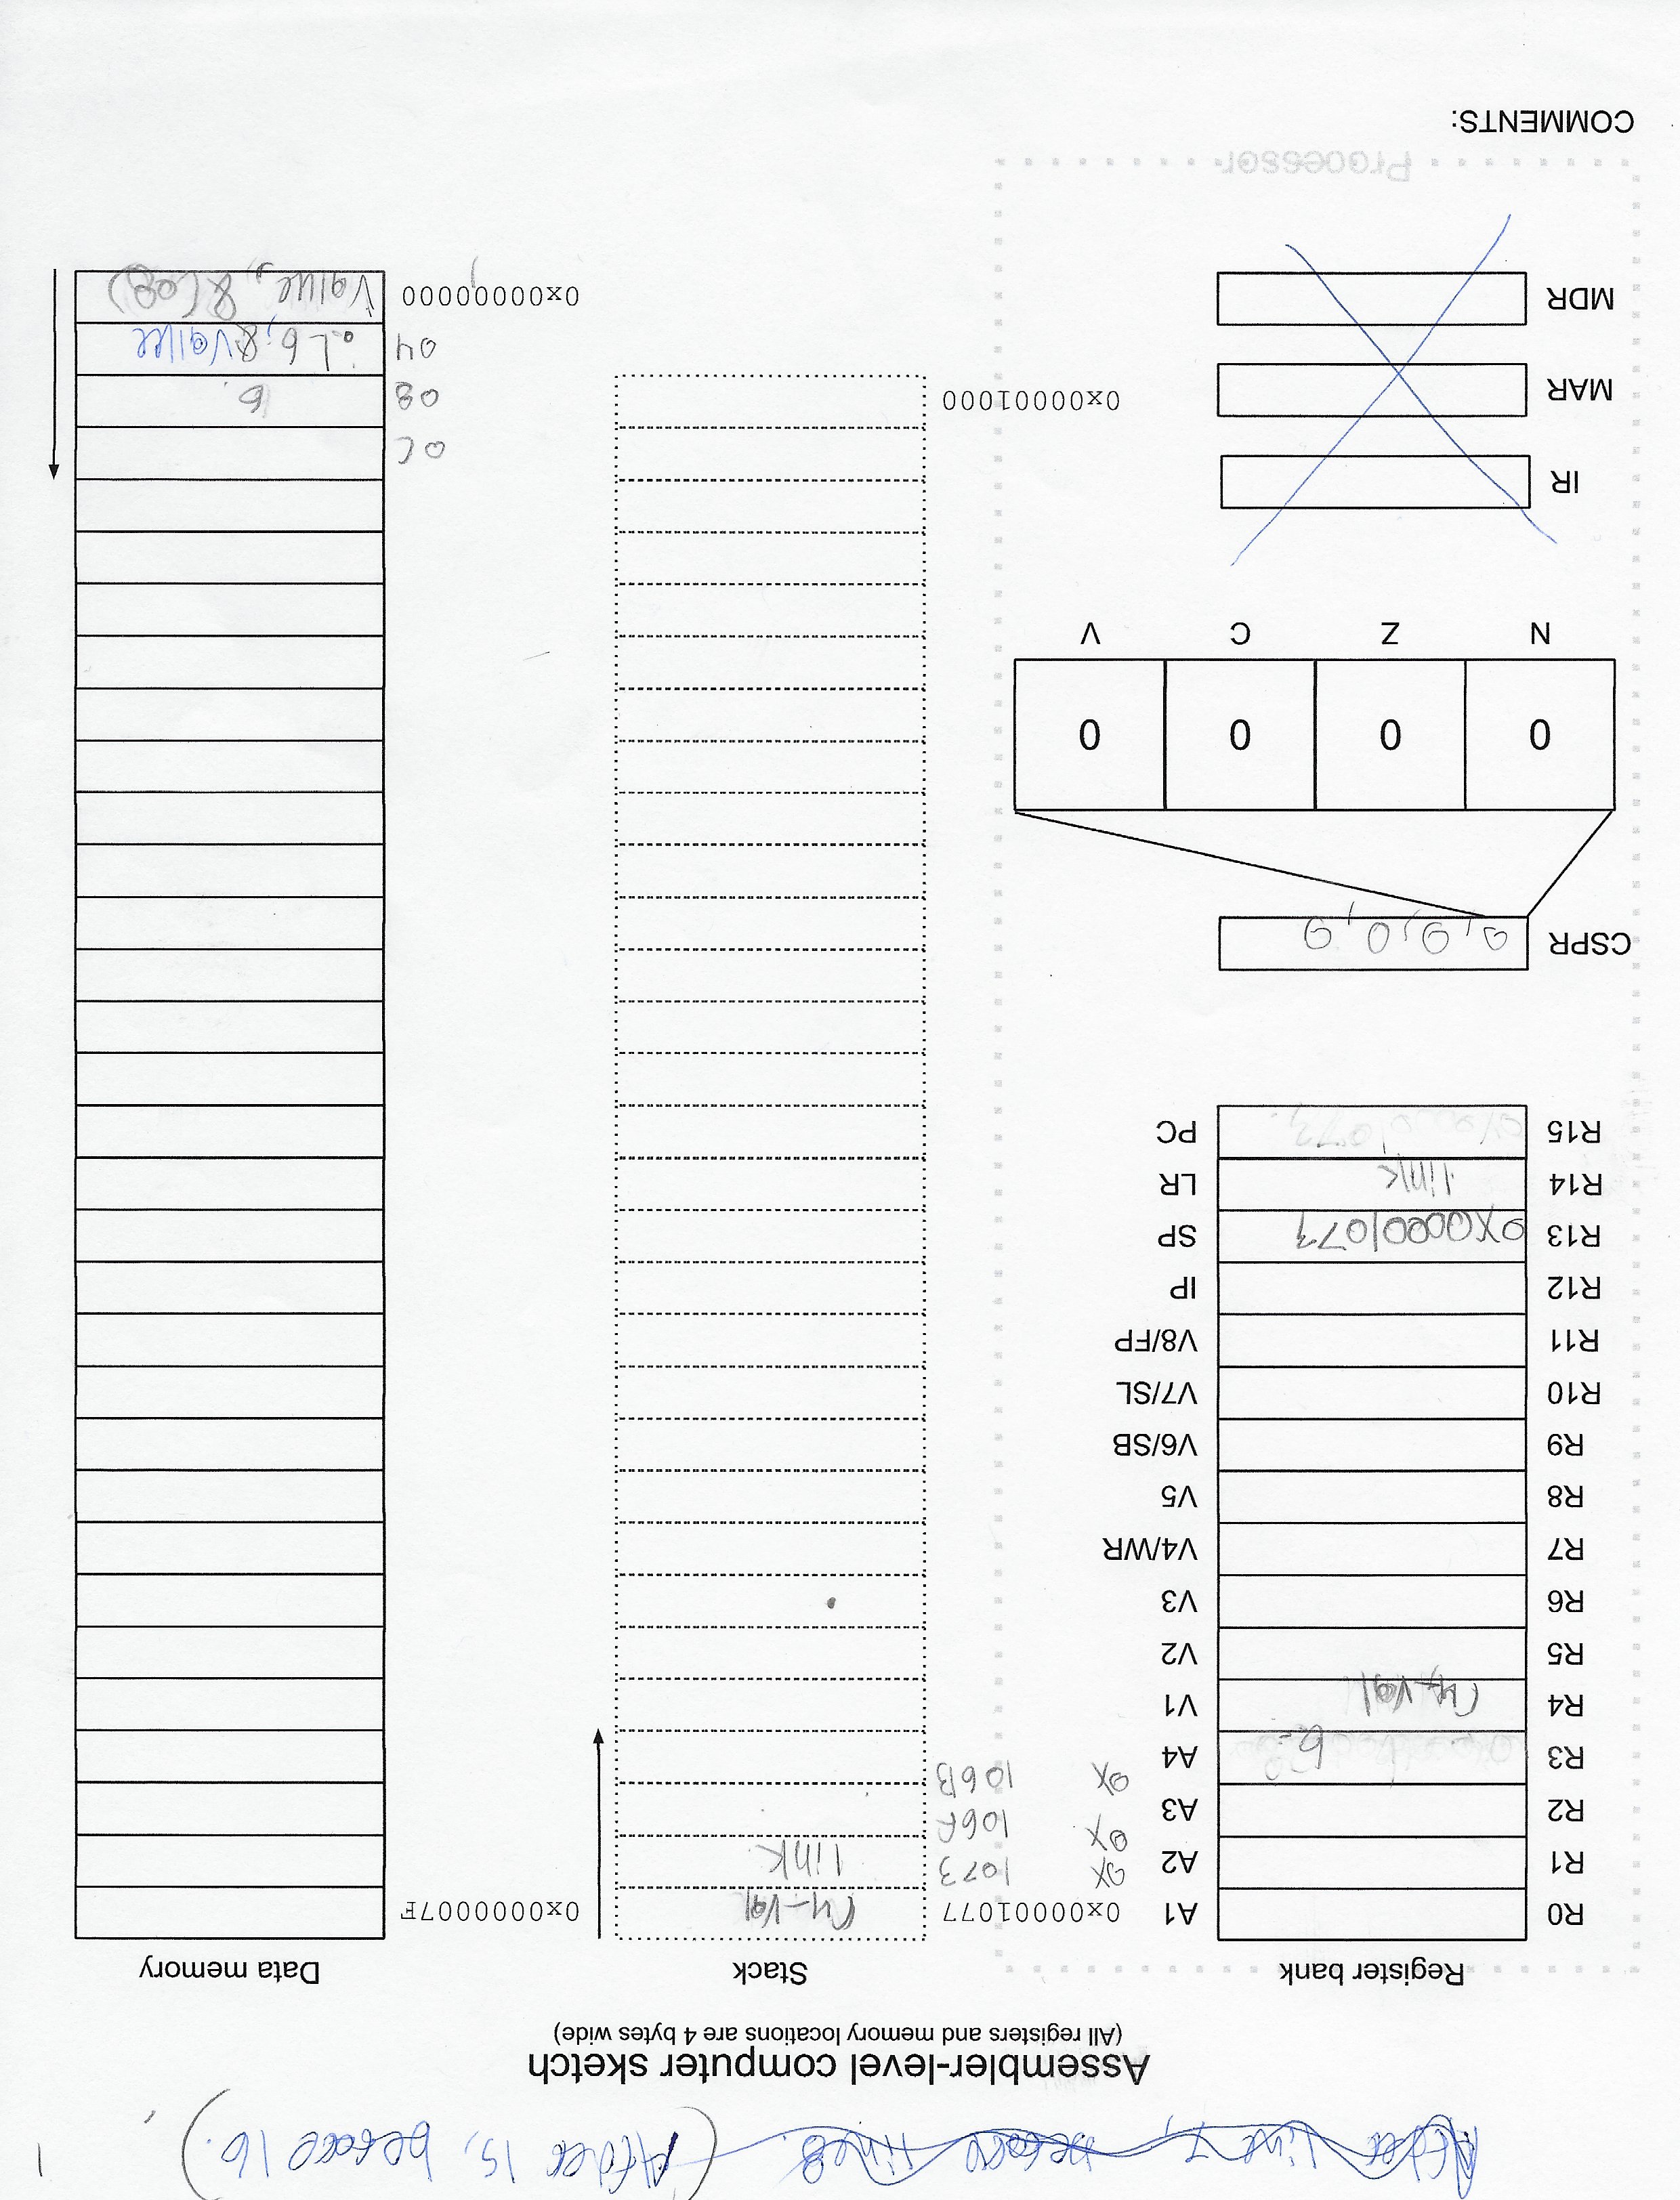 After line 7, before line 8. (After 15, before 16.)
1
Assembler-level computer sketch
(All registers and memory locations are 4 bytes wide)
Register bank
Stack
Data memory
R0 A1 0x00001077 r4-val 0x0000007F
R1 A2 0x 1073 link
R2 A3 0x 106F
R3 6 A4 0x 106B
R4 r4-val V1
R5 V2
R6 V3
R7 V4/WR
R8 V5
R9 V6/SB
R10 V7/SL
R11 V8/FP
R12 IP
R13 0x00001073 SP
R14 link LR
R15 PC
CSPR 0, 0, 0, 0
0 0 0 0
N Z C V
IR
MAR
MDR
0x00001000
0C
08 6
04 .L6, &Value
0x00000000 Value, &(08)
Processor
COMMENTS: